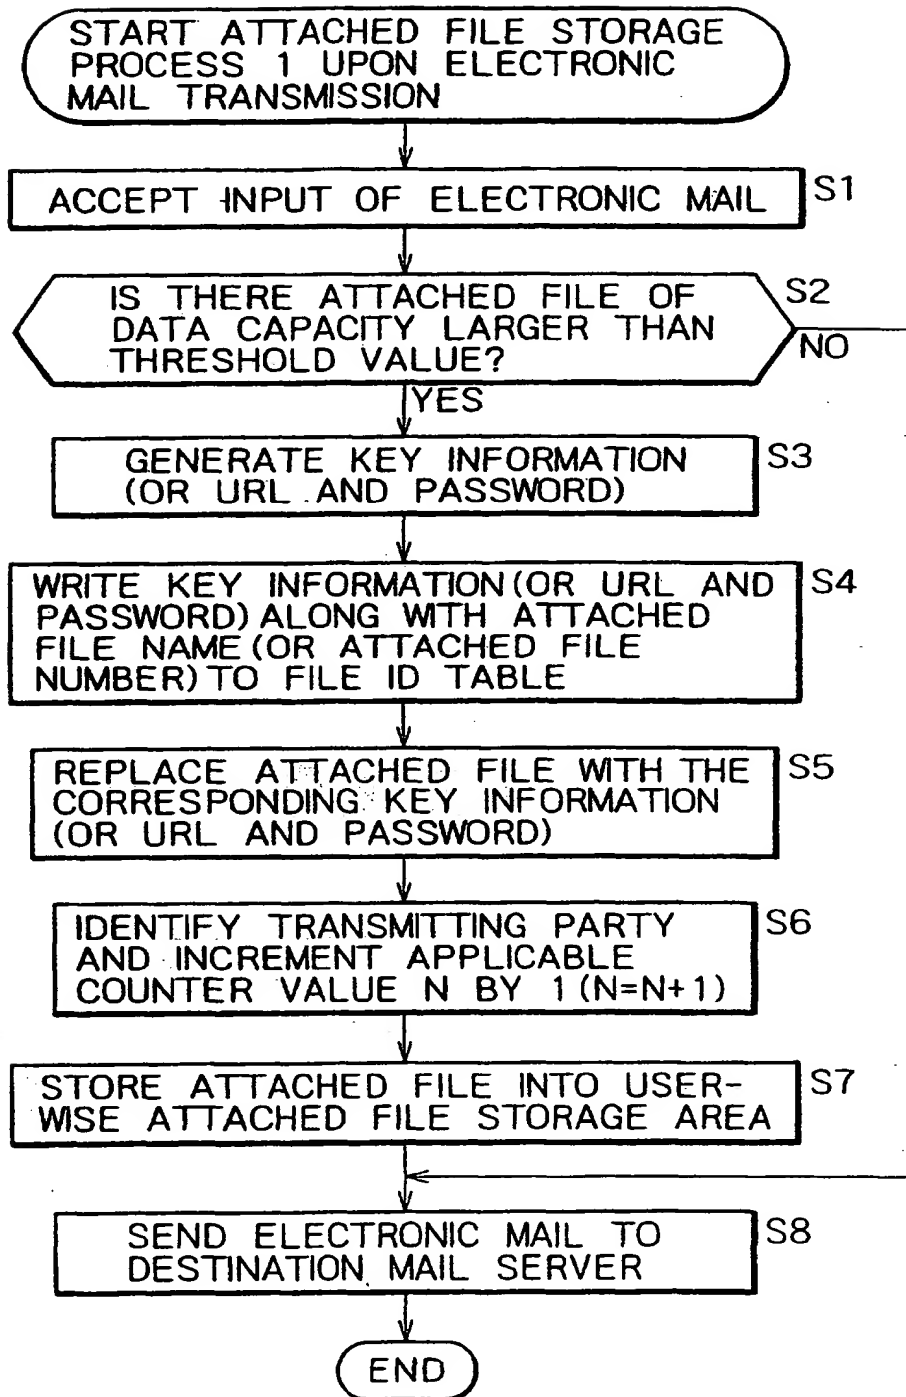 START ATTACHED FILE STORAGE
PROCESS 1 UPON ELECTRONIC
MAIL TRANSMISSION
ACCEPT INPUT OF ELECTRONIC MAIL
S1
IS THERE ATTACHED FILE OF
DATA CAPACITY LARGER THAN
THRESHOLD VALUE?
S2
NO
YES
GENERATE KEY INFORMATION
(OR URL AND PASSWORD)
S3
WRITE KEY INFORMATION(OR URL AND
PASSWORD)ALONG WITH ATTACHED
FILE NAME(OR ATTACHED FILE
NUMBER)TO FILE ID TABLE
S4
REPLACE ATTACHED FILE WITH THE
CORRESPONDING KEY INFORMATION
(OR URL AND PASSWORD)
S5
IDENTIFY TRANSMITTING PARTY
AND INCREMENT APPLICABLE
COUNTER VALUE N BY 1(N=N+1)
S6
STORE ATTACHED FILE INTO USER-
WISE ATTACHED FILE STORAGE AREA
S7
SEND ELECTRONIC MAIL TO
DESTINATION MAIL SERVER
S8
END